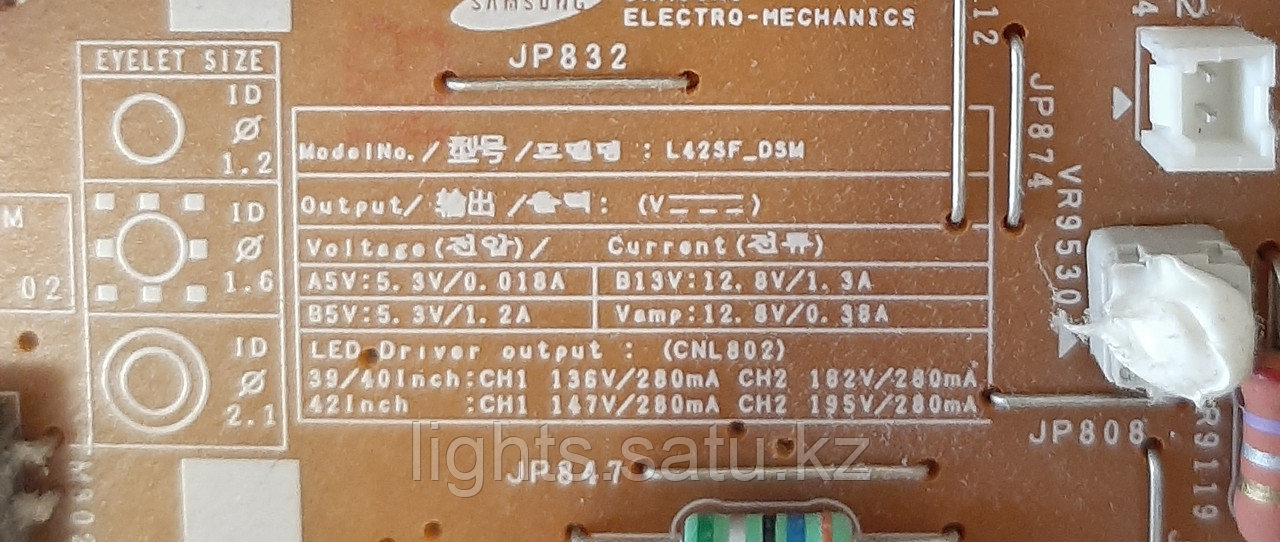 SAMSUNG
ELECTRO-MECHANICS
JP832
EYELET SIZE
ID
Ø
1.2
ID
Ø
1.6
ID
Ø
2.1
M
02
ModelNo./型号/모델명 : L42SF_DSM
Output/输出/출력: (V⎓)
Voltage(전압)/ Current(전류)
A5V:5.3V/0.018A B13V:12.8V/1.3A
B5V:5.3V/1.2A Vamp:12.8V/0.38A
LED Driver output : (CNL802)
39/40Inch:CH1 136V/280mA CH2 182V/280mA
42Inch :CH1 147V/280mA CH2 195V/280mA
12
JP874
VR9530
JP808
R9119
JP847
lights.satu.kz